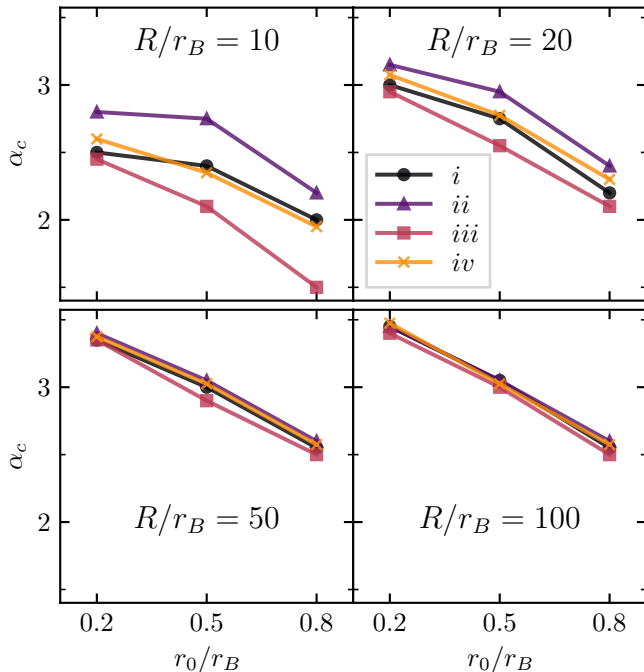 R/r_B = 10
R/r_B = 20
3
2
α_c
i
ii
iii
iv
3
2
α_c
R/r_B = 50
R/r_B = 100
0.2 0.5 0.8
0.2 0.5 0.8
r_0/r_B
r_0/r_B